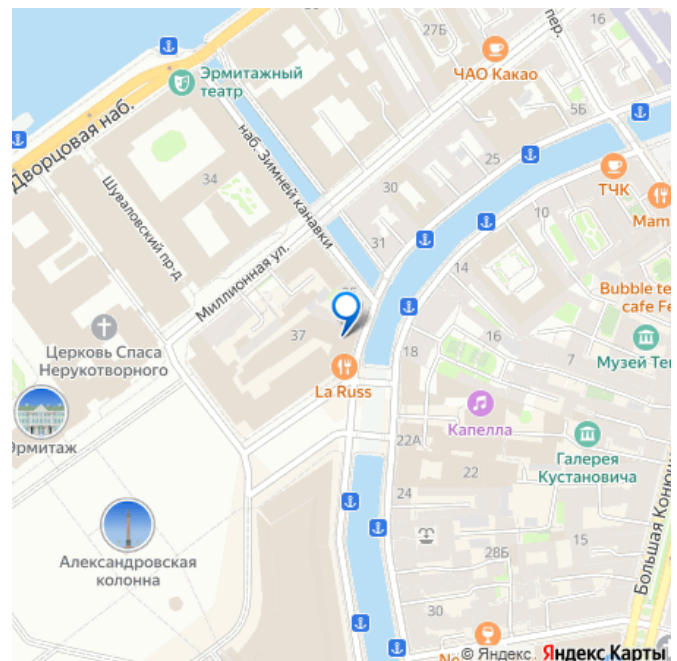 16
27Б
пер.
ЧАО Какао
Эрмитажный
театр
5Б
Дворцовая наб.
наб. Зимней канавки
25
ТЧК
34
30
10
Mam
Шуваловский пр-д
31
14
Миллионная ул.
Bubble te
cafe Fe
37
16
7
Церковь Спаса
Нерукотворного
18
Музей Те
La Russ
Капелла
Эрмитаж
22А
Галерея
Кустановича
22
24
Большая Конюш
Александровская
колонна
28Б
15
30
Ne
© Яндекс Яндекс Карты